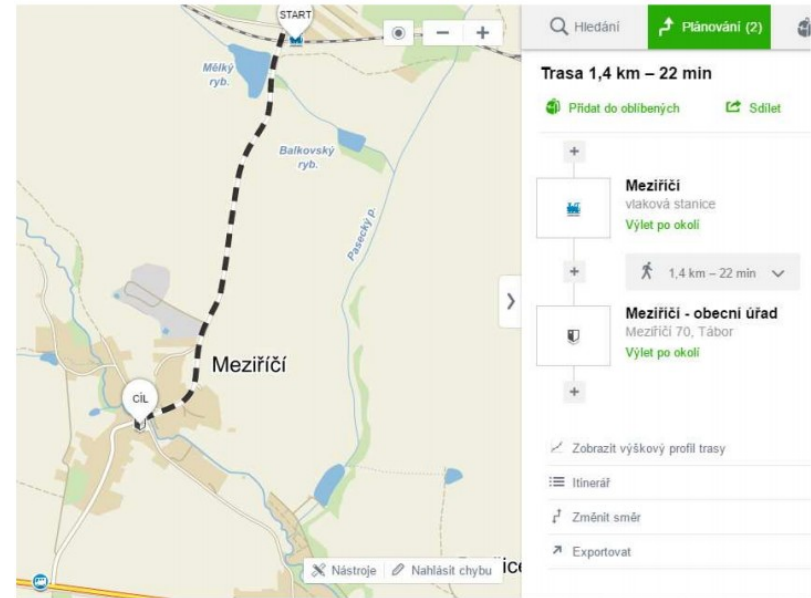 START
Mělký
ryb.
Balkovský
ryb.
Pasecký p.
Meziříčí
CÍL
Nástroje
Nahlásit chybu
Hledání
Plánování (2)
Trasa 1,4 km – 22 min
Přidat do oblíbených
Sdílet
Meziříčí
vlaková stanice
Výlet po okolí
1,4 km – 22 min
Meziříčí - obecní úřad
Meziříčí 70, Tábor
Výlet po okolí
Zobrazit výškový profil trasy
Itinerář
Změnit směr
Exportovat